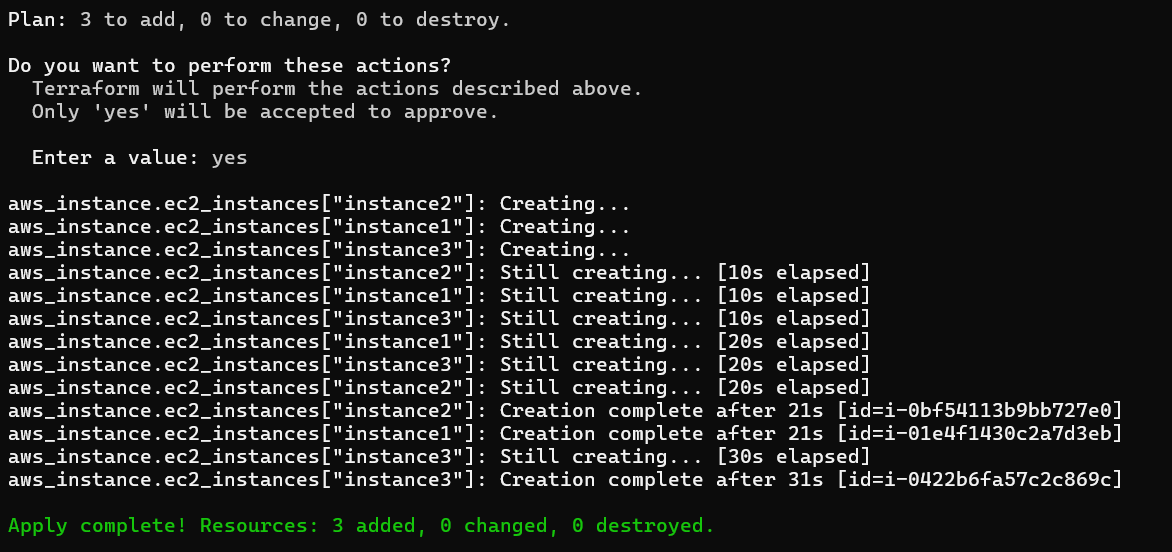 Plan: 3 to add, 0 to change, 0 to destroy.
Do you want to perform these actions?
Terraform will perform the actions described above.
Only 'yes' will be accepted to approve.
Enter a value: yes
aws_instance.ec2_instances["instance2"]: Creating...
aws_instance.ec2_instances["instance1"]: Creating...
aws_instance.ec2_instances["instance3"]: Creating...
aws_instance.ec2_instances["instance2"]: Still creating... [10s elapsed]
aws_instance.ec2_instances["instance1"]: Still creating... [10s elapsed]
aws_instance.ec2_instances["instance3"]: Still creating... [10s elapsed]
aws_instance.ec2_instances["instance1"]: Still creating... [20s elapsed]
aws_instance.ec2_instances["instance3"]: Still creating... [20s elapsed]
aws_instance.ec2_instances["instance2"]: Still creating... [20s elapsed]
aws_instance.ec2_instances["instance2"]: Creation complete after 21s [id=i-0bf54113b9bb727e0]
aws_instance.ec2_instances["instance1"]: Creation complete after 21s [id=i-01e4f1430c2a7d3eb]
aws_instance.ec2_instances["instance3"]: Still creating... [30s elapsed]
aws_instance.ec2_instances["instance3"]: Creation complete after 31s [id=i-0422b6fa57c2c869c]
Apply complete! Resources: 3 added, 0 changed, 0 destroyed.